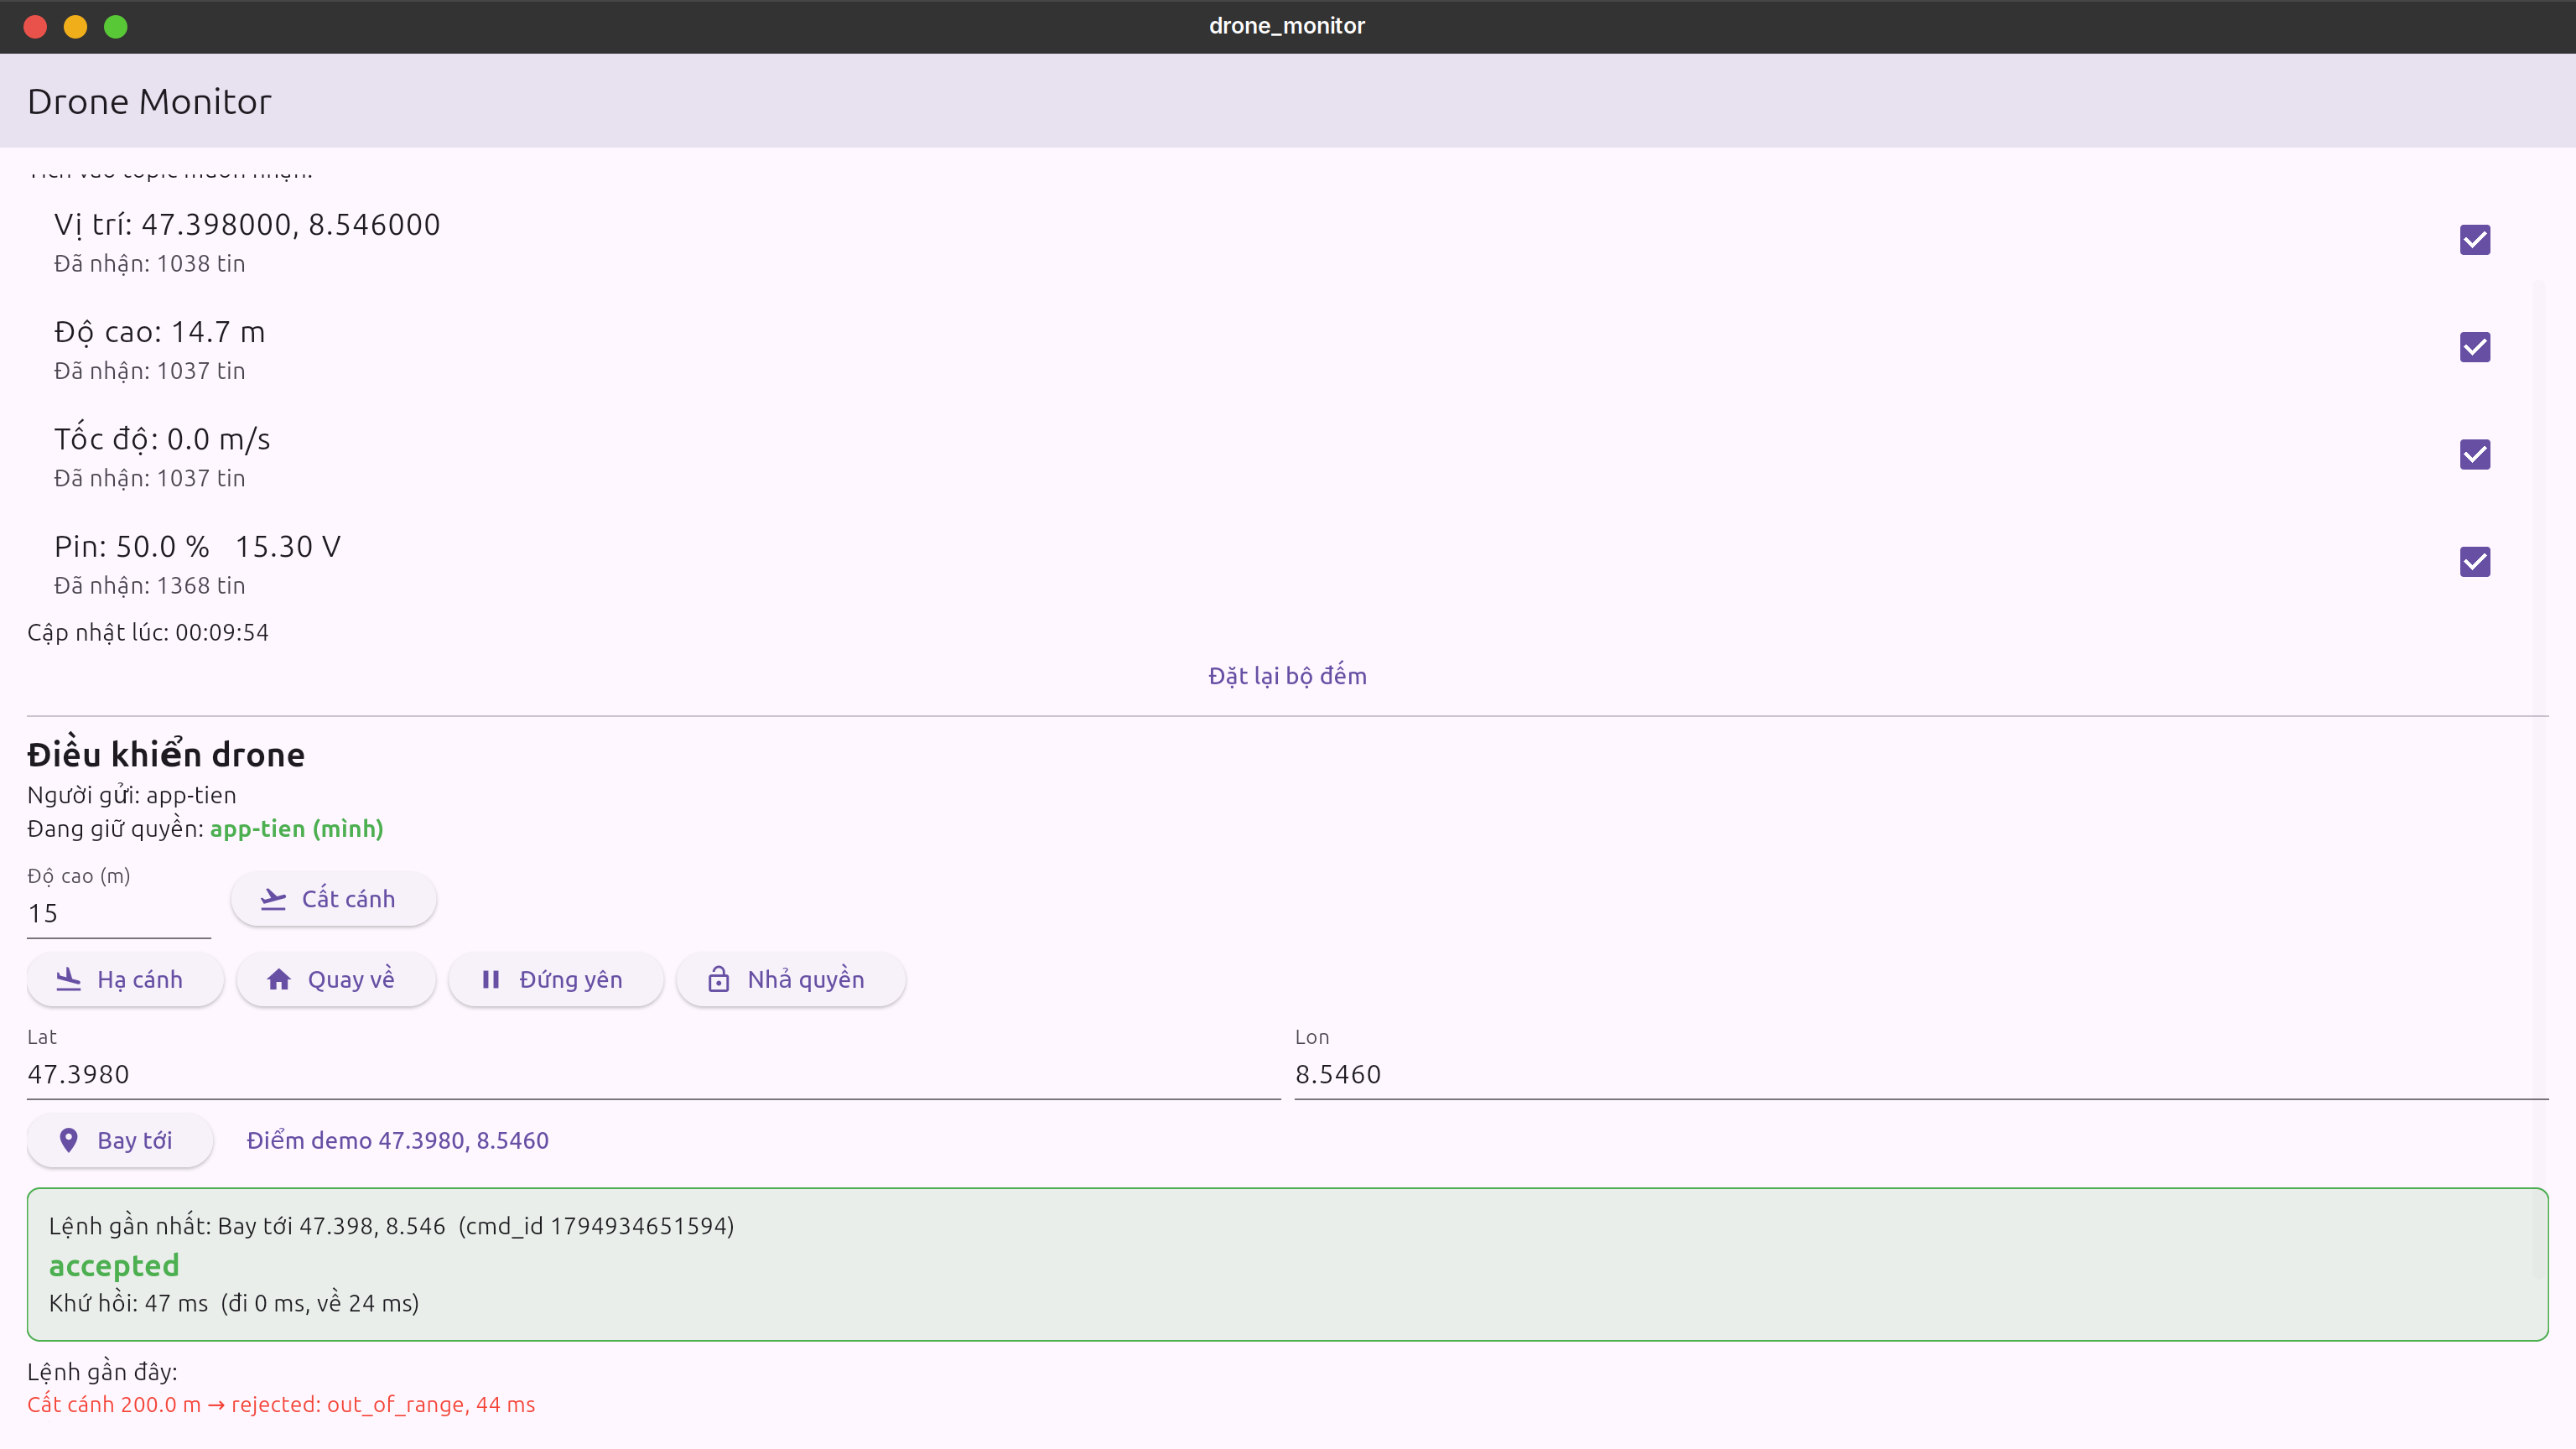 drone_monitor
Drone Monitor
Tích vào topic muốn nhận:
Vị trí: 47.398000, 8.546000
Đã nhận: 1038 tin
Độ cao: 14.7 m
Đã nhận: 1037 tin
Tốc độ: 0.0 m/s
Đã nhận: 1037 tin
Pin: 50.0 %   15.30 V
Đã nhận: 1368 tin
Cập nhật lúc: 00:09:54
Đặt lại bộ đếm
Điều khiển drone
Người gửi: app-tien
Đang giữ quyền: app-tien (mình)
Độ cao (m)
15
Cất cánh
Hạ cánh
Quay về
Đứng yên
Nhả quyền
Lat
Lon
47.3980
8.5460
Bay tới
Điểm demo 47.3980, 8.5460
Lệnh gần nhất: Bay tới 47.398, 8.546  (cmd_id 1794934651594)
accepted
Khứ hồi: 47 ms  (đi 0 ms, về 24 ms)
Lệnh gần đây:
Cất cánh 200.0 m → rejected: out_of_range, 44 ms